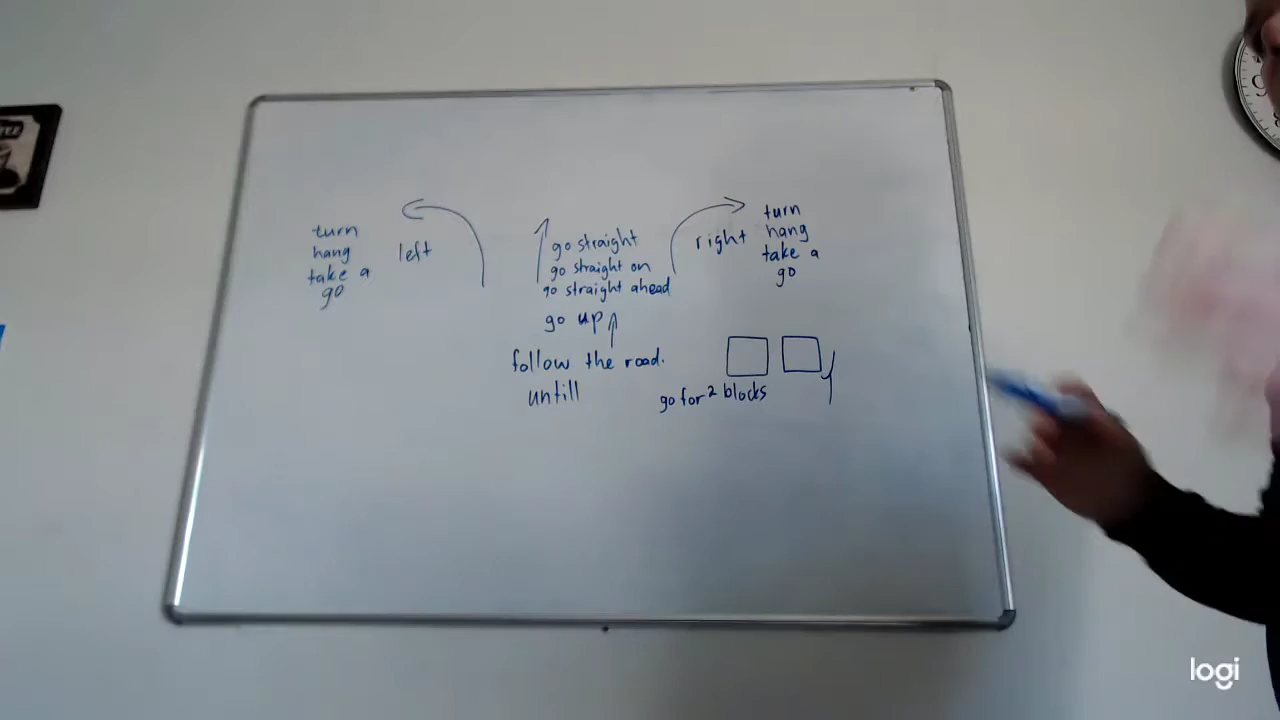 turn
hang
take a
go
left
go straight
go straight on
go straight ahead
go up
follow the road.
untill
right
turn
hang
take a
go
go for 2 blocks
logi